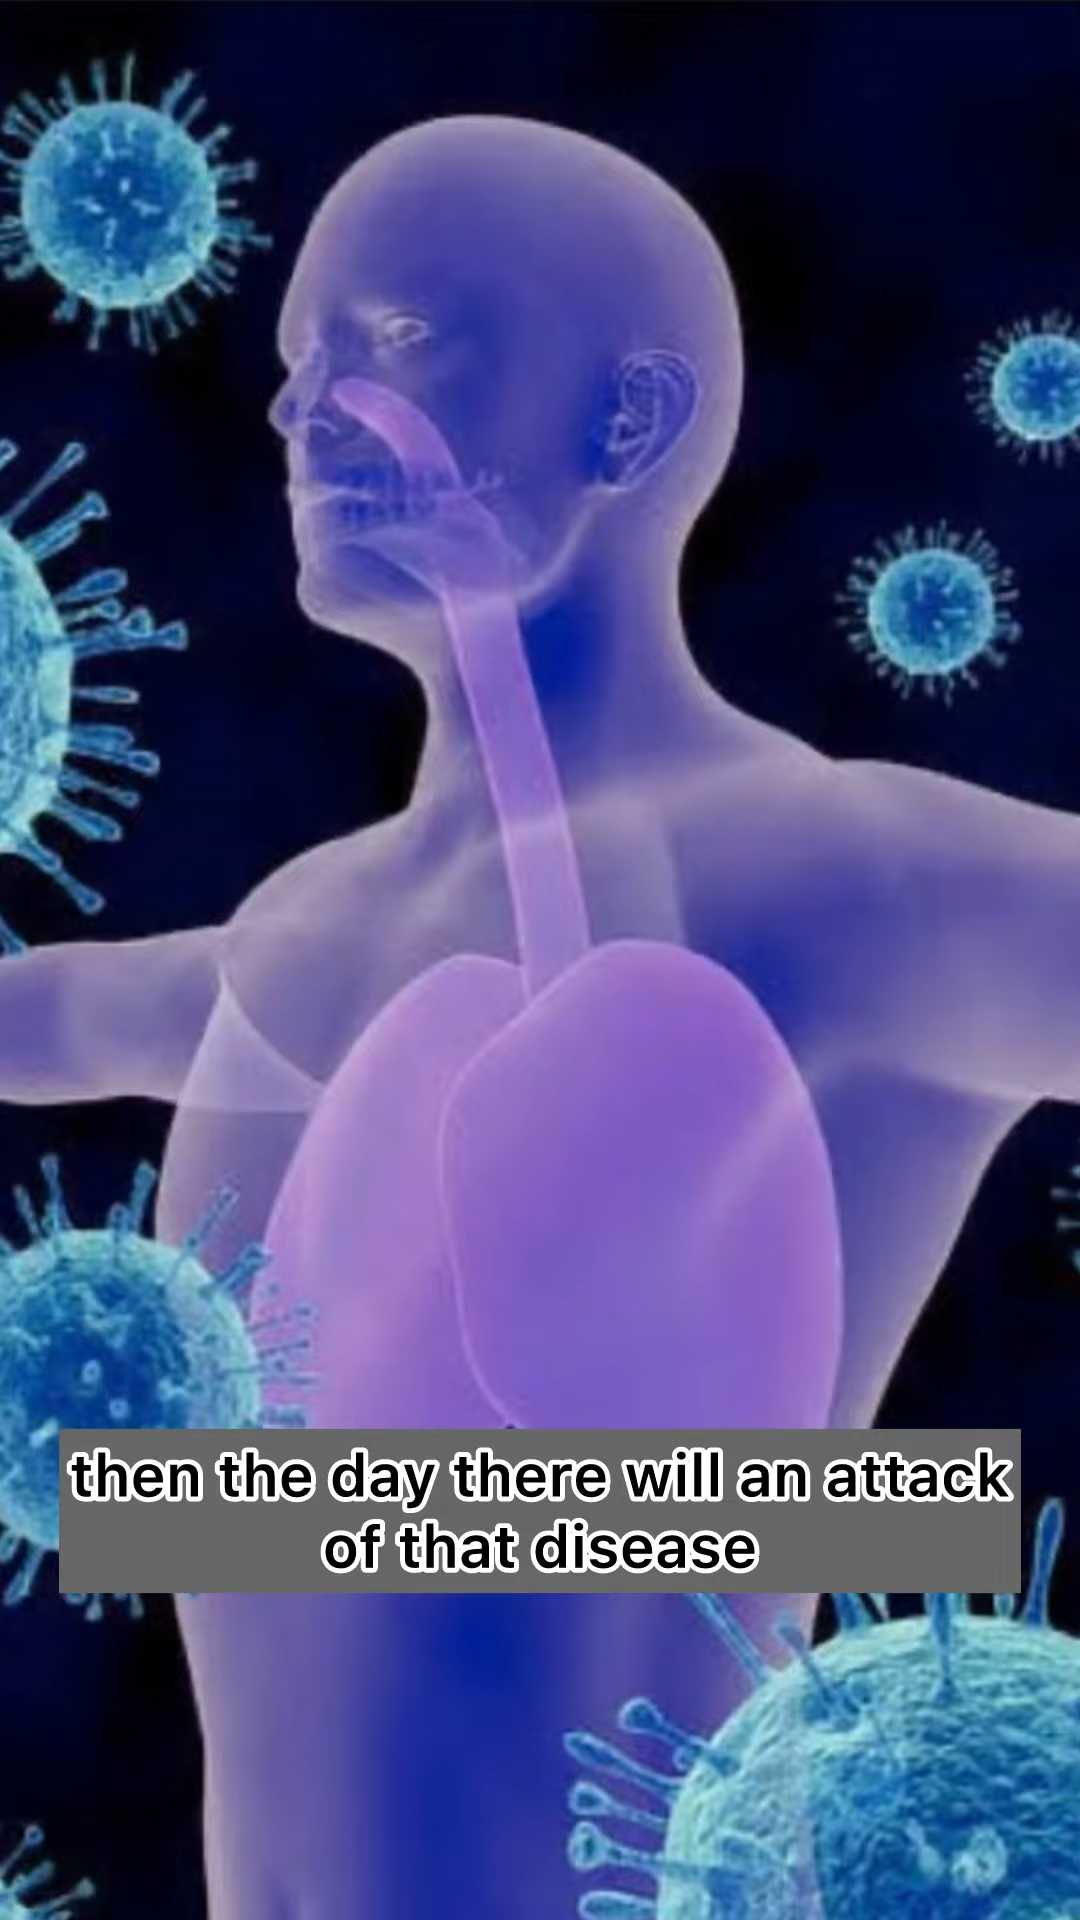 then the day there will an attack
of that disease